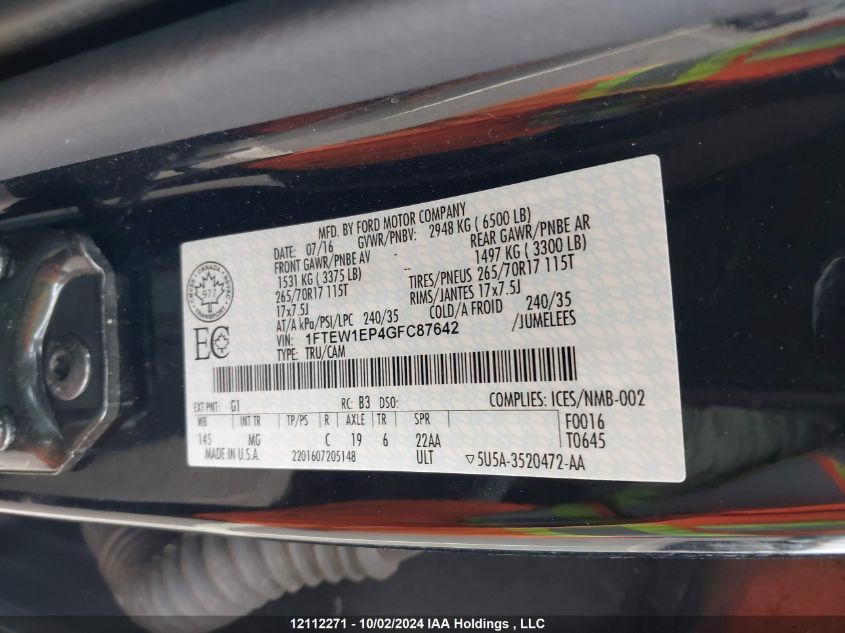 MFD. BY FORD MOTOR COMPANY
DATE: 07/16 GVWR/PNBV: 2948 KG ( 6500 LB)
FRONT GAWR/PNBE AV - REAR GAWR/PNBE AR
1531 KG ( 3375 LB) -- 1497 KG ( 3300 LB)
265/70R17 115T TIRES/PNEUS 265/70R17 115T
17x7.5J RIMS/JANTES 17x7.5J
AT/A kPa/PSI/LPC 240/35 COLD/A FROID 240/35
VIN: 1FTEW1EP4GFC87642 /JUMELEES
TYPE: TRU/CAM
CANADA
977
TRANSPORT
EC
EXT PNT: G1 RC: B3 DSO: COMPLIES: ICES/NMB-002
WB INT TR TP/PS R AXLE TR SPR F0016
145 MG C 19 6 22AA T0645
MADE IN U.S.A. 2201607205148 ULT ▽5U5A-3520472-AA
12112271 - 10/02/2024 IAA Holdings , LLC